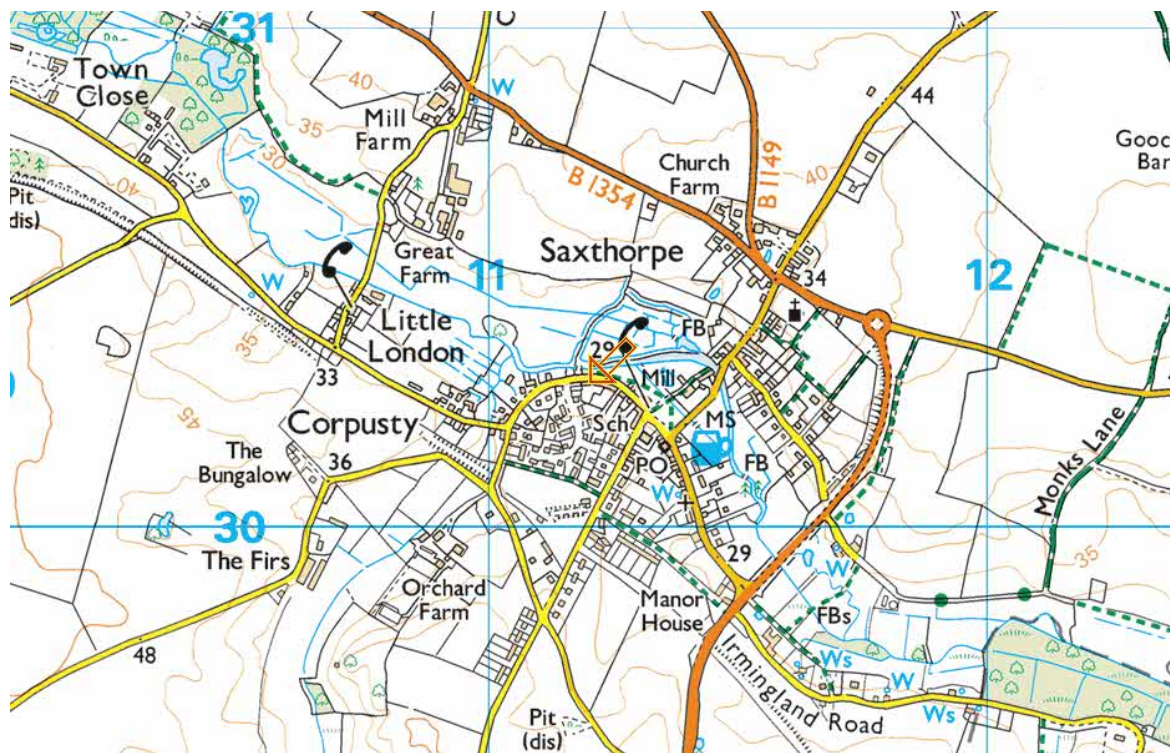 31
C
Town
Close
40
W
44
35
Mill
Farm
30
Church
Farm
B1149
40
Good
Bar
40
Pit
(dis)
B 1354
Great
Farm
Saxthorpe
11
12
34
W
Little
London
29
FB
35
33
Mill
45
Sch
MS
Corpusty
The
Bungalow
36
PO
FB
W
Monks Lane
30
The Firs
29
W
35
Orchard
Farm
Manor
House
FBs
48
Irmingland Road
Ws
W
Ws
Pit
(dis)